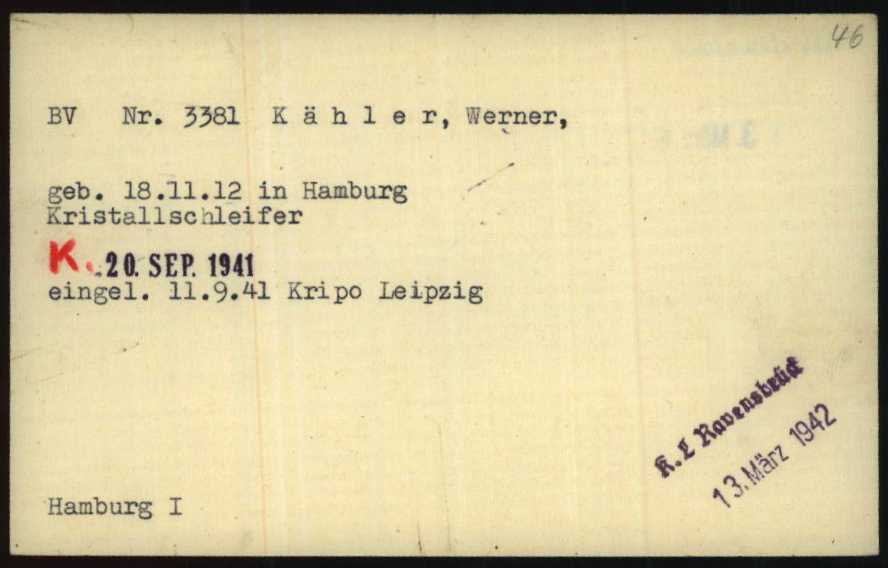 46
BV Nr. 3381 K ä h l e r, Werner,
geb. 18.11.12 in Hamburg
Kristallschleifer
K. 20. SEP. 1941
eingel. 11.9.41 Kripo Leipzig
K. L Ravensbrück
13. März 1942
Hamburg I